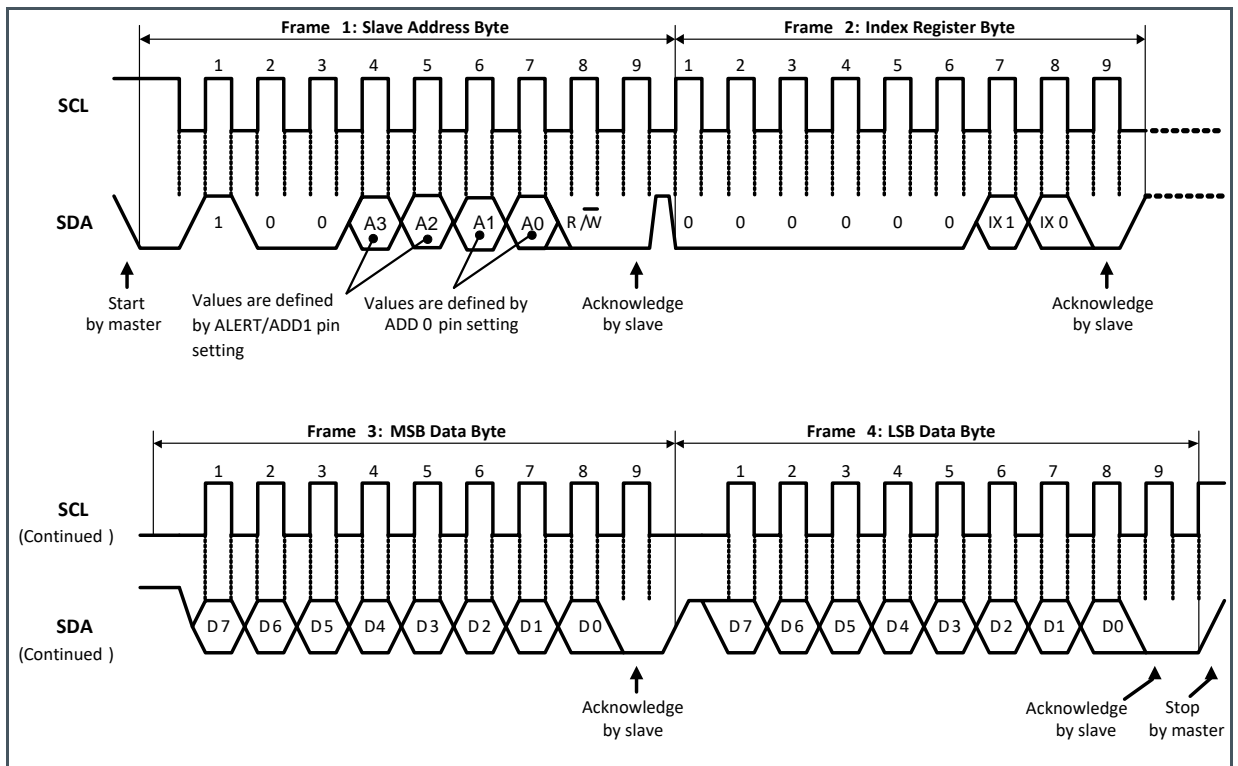 Frame 1: Slave Address Byte
Frame 2: Index Register Byte
1 2 3 4 5 6 7 8 9 1 2 3 4 5 6 7 8 9
SCL
SDA
1 0 0 A3 A2 A1 A0 R/W̅ 0 0 0 0 0 0 IX 1 IX 0
Start
by master
Values are defined
by ALERT/ADD1 pin
setting
Values are defined by
ADD 0 pin setting
Acknowledge
by slave
Acknowledge
by slave
Frame 3: MSB Data Byte
Frame 4: LSB Data Byte
1 2 3 4 5 6 7 8 9 1 2 3 4 5 6 7 8 9
SCL
(Continued )
SDA
(Continued )
D7 D6 D5 D4 D3 D2 D1 D0 D7 D6 D5 D4 D3 D2 D1 D0
Acknowledge
by slave
Acknowledge
by slave
Stop
by master